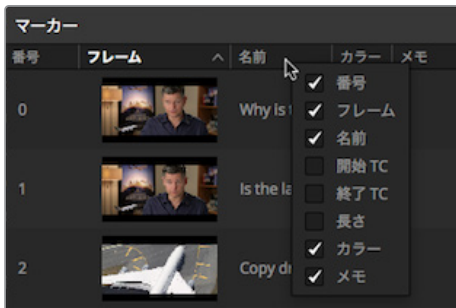 マーカー
番号 フレーム 名前 カラー メモ
0 Why is
1 Is the la
2 Copy
番号
フレーム
名前
開始 TC
終了 TC
長さ
カラー
メモ